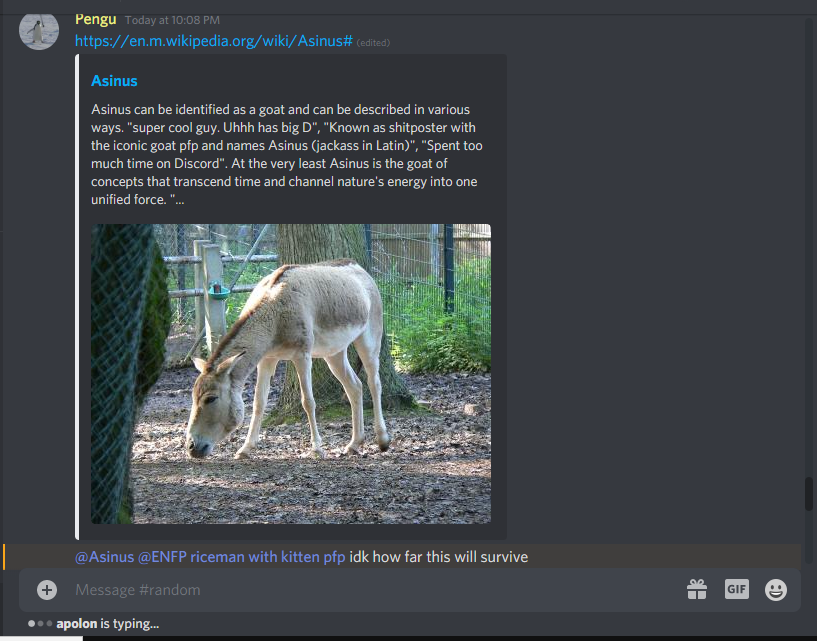 Pengu Today at 10:08 PM
https://en.m.wikipedia.org/wiki/Asinus# (edited)
Asinus
Asinus can be identified as a goat and can be described in various
ways. "super cool guy. Uhhh has big D", "Known as shitposter with
the iconic goat pfp and names Asinus (jackass in Latin)", "Spent too
much time on Discord". At the very least Asinus is the goat of
concepts that transcend time and channel nature's energy into one
unified force. "...
@Asinus @ENFP riceman with kitten pfp idk how far this will survive
Message #random
GIF
apolon is typing...